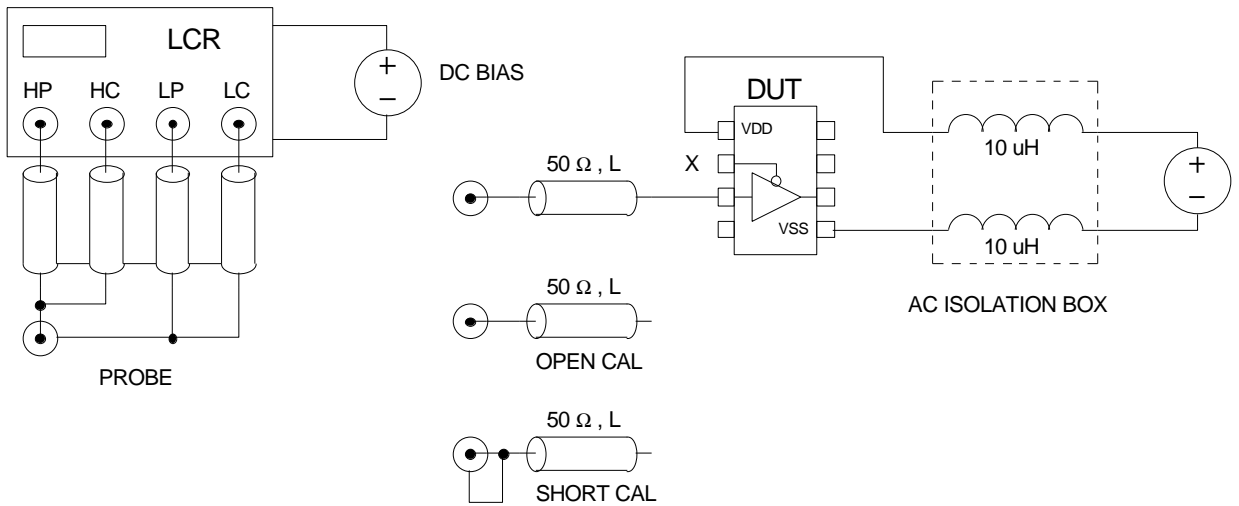 LCR
HP HC LP LC
+
−
DC BIAS
PROBE
50 Ω , L
50 Ω , L
OPEN CAL
50 Ω , L
SHORT CAL
DUT
VDD
X
VSS
10 uH
10 uH
+
−
AC ISOLATION BOX